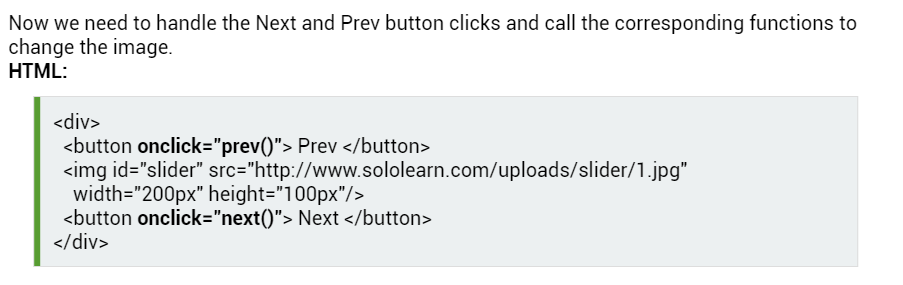 Now we need to handle the Next and Prev button clicks and call the corresponding functions to
change the image.
HTML:
<div>
<button onclick="prev()"> Prev </button>
<img id="slider" src="http://www.sololearn.com/uploads/slider/1.jpg"
width="200px" height="100px"/>
<button onclick="next()"> Next </button>
</div>